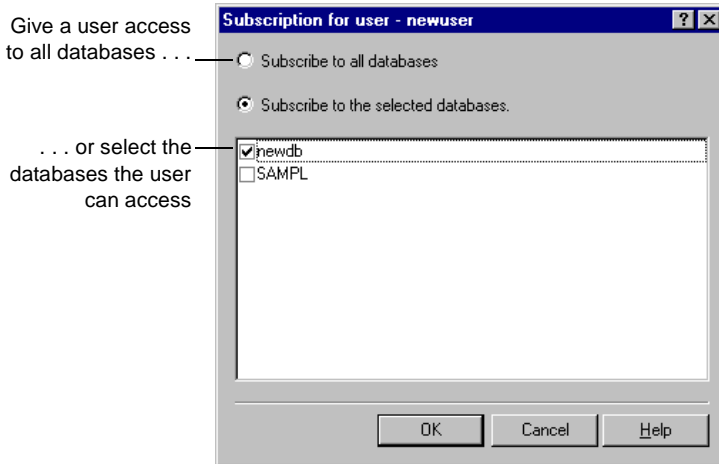 Subscription for user - newuser
Give a user access
to all databases . . .
Subscribe to all databases
Subscribe to the selected databases.
. . . or select the
databases the user
can access
newdb
SAMPL
OK
Cancel
Help